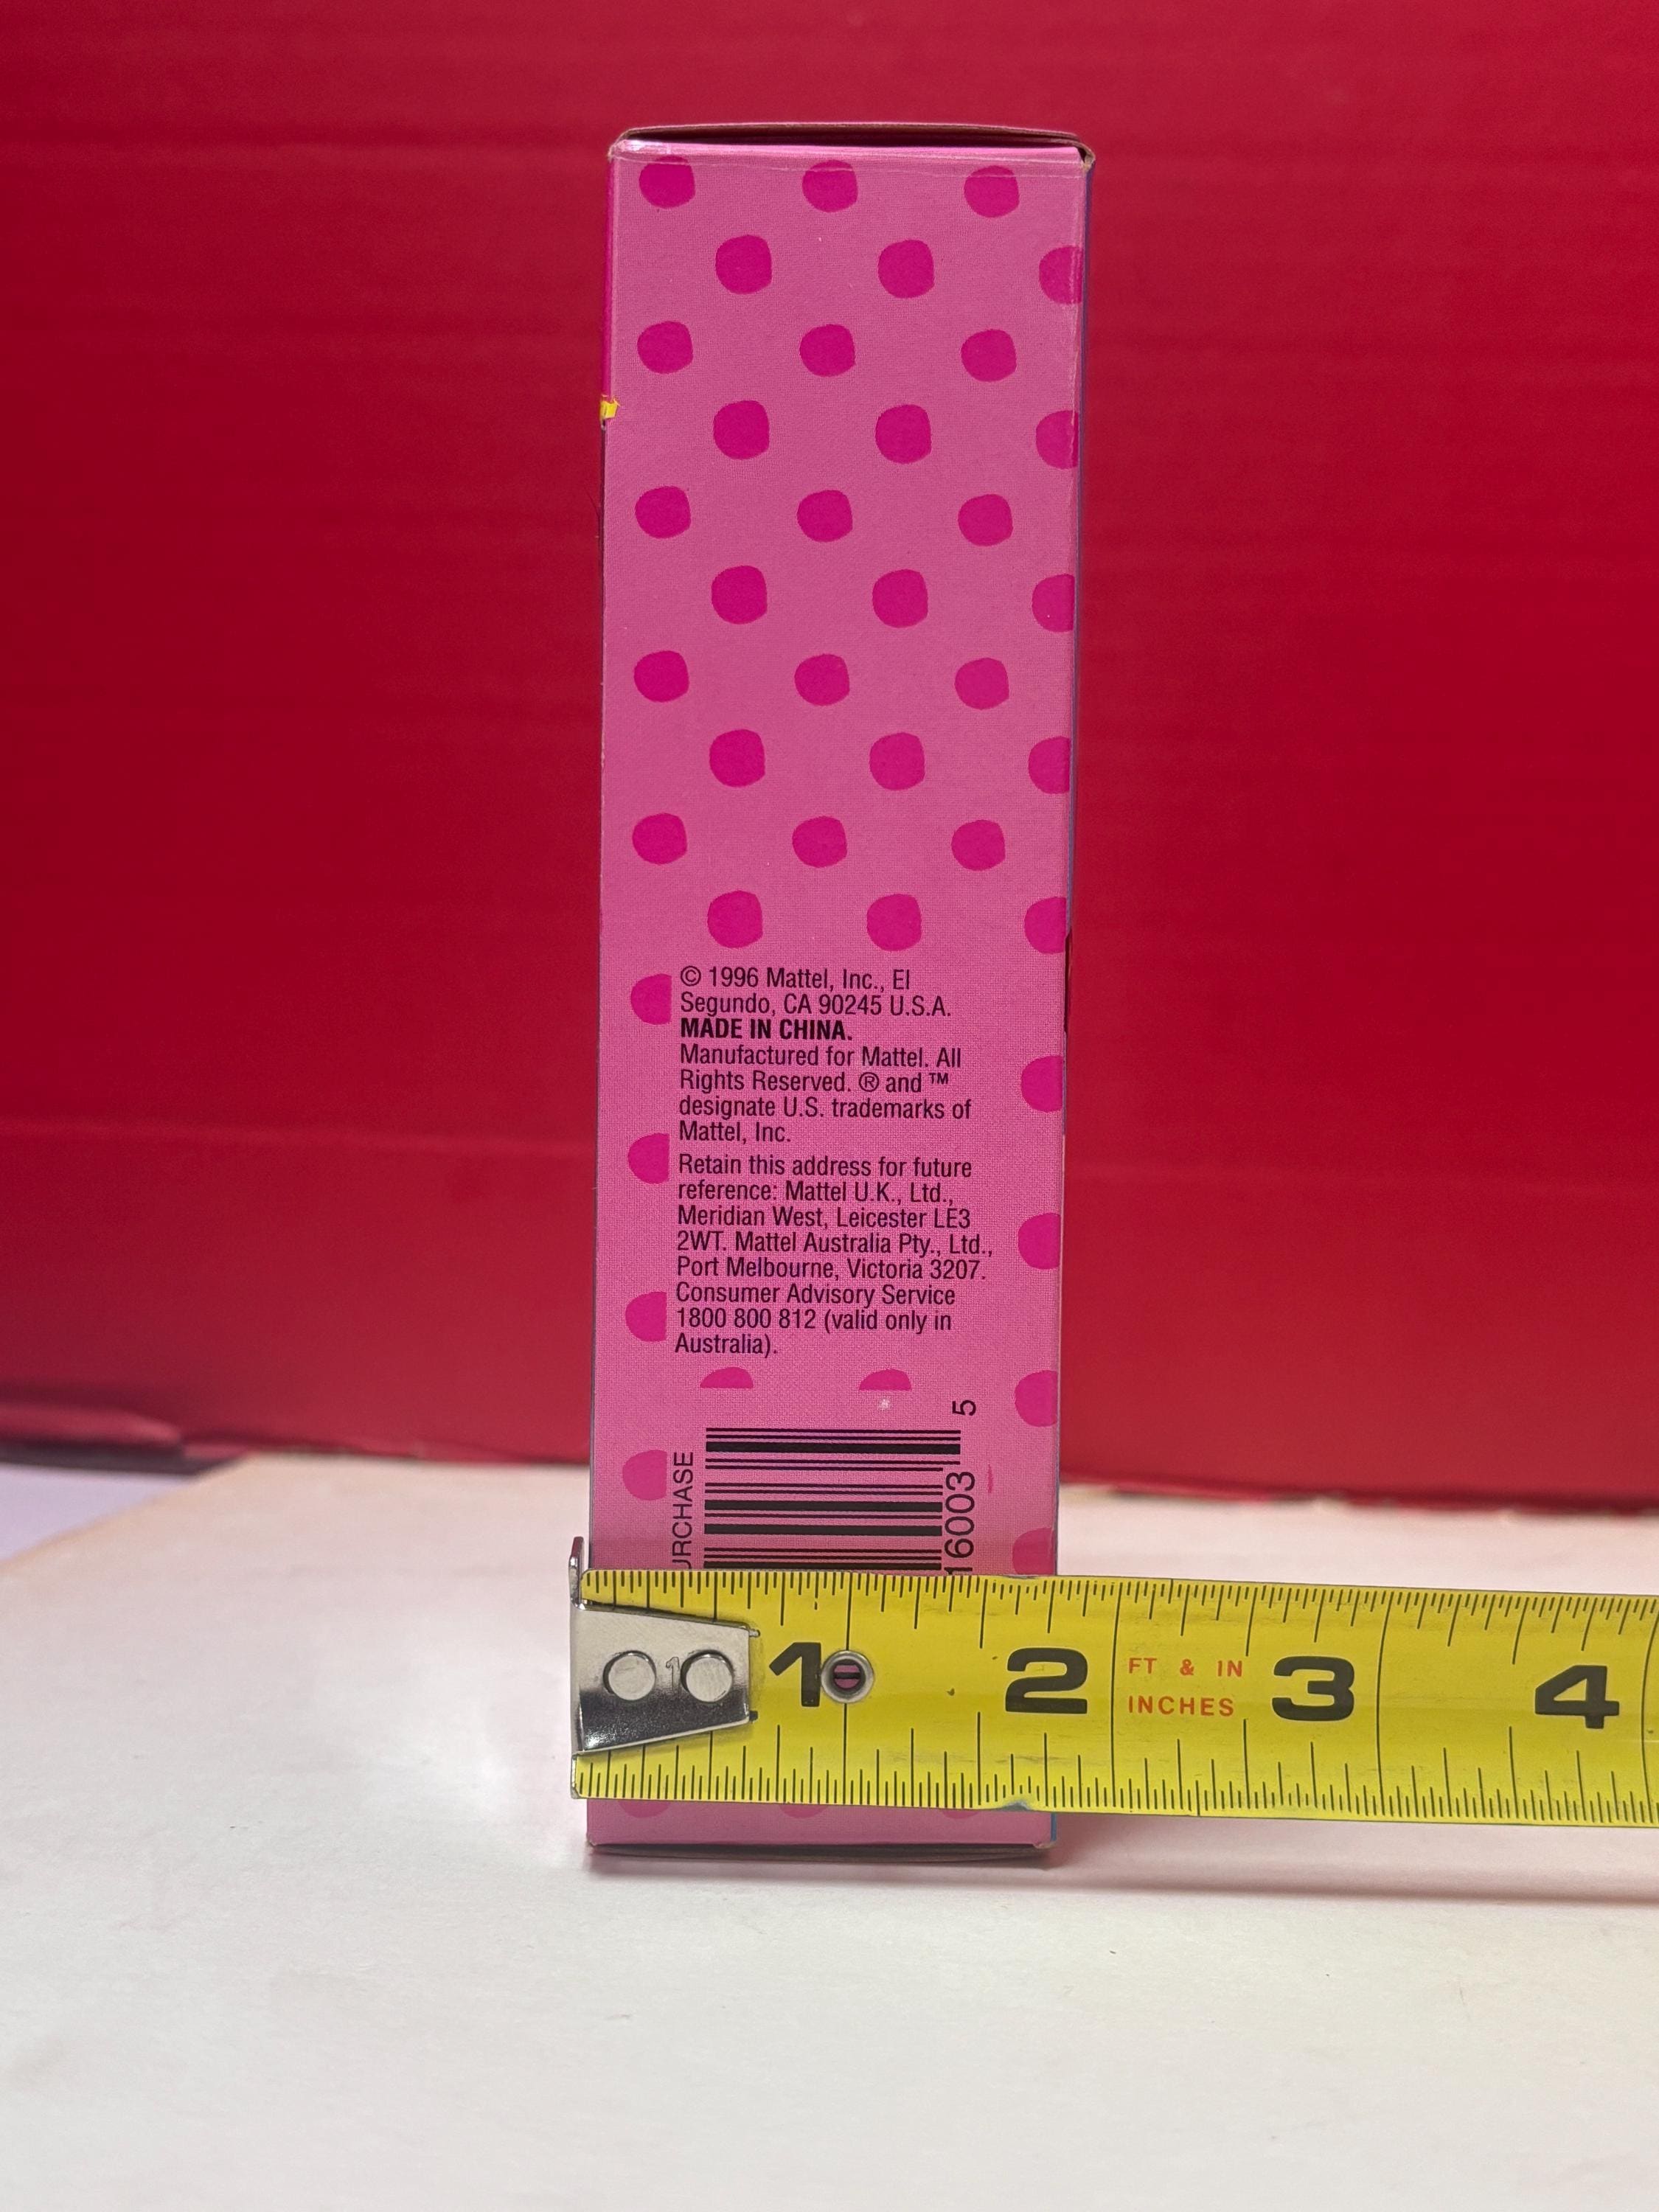 © 1996 Mattel, Inc., El
Segundo, CA 90245 U.S.A.
MADE IN CHINA.
Manufactured for Mattel. All
Rights Reserved. ® and ™
designate U.S. trademarks of
Mattel, Inc.
Retain this address for future
reference: Mattel U.K., Ltd.,
Meridian West, Leicester LE3
2WT. Mattel Australia Pty., Ltd.,
Port Melbourne, Victoria 3207.
Consumer Advisory Service
1800 800 812 (valid only in
Australia).
URCHASE
16003 5
1 2 3 4
FT & IN
INCHES